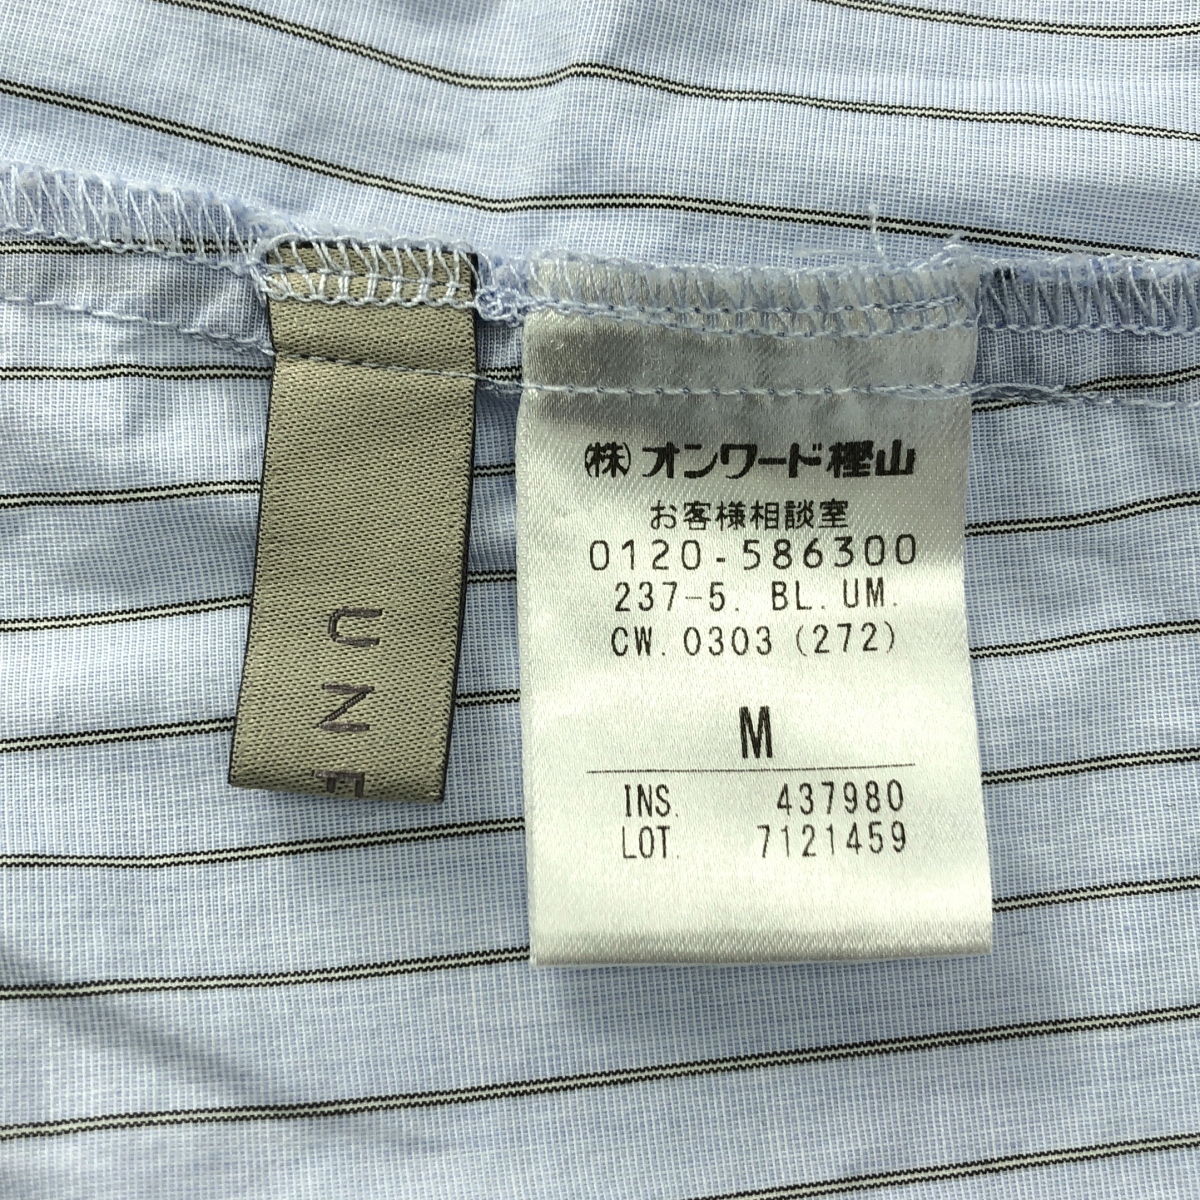 UNF
㈱オンワード樫山
お客様相談室
0120-586300
237-5. BL. UM.
CW. 0303 (272)
M
INS. 437980
LOT. 7121459